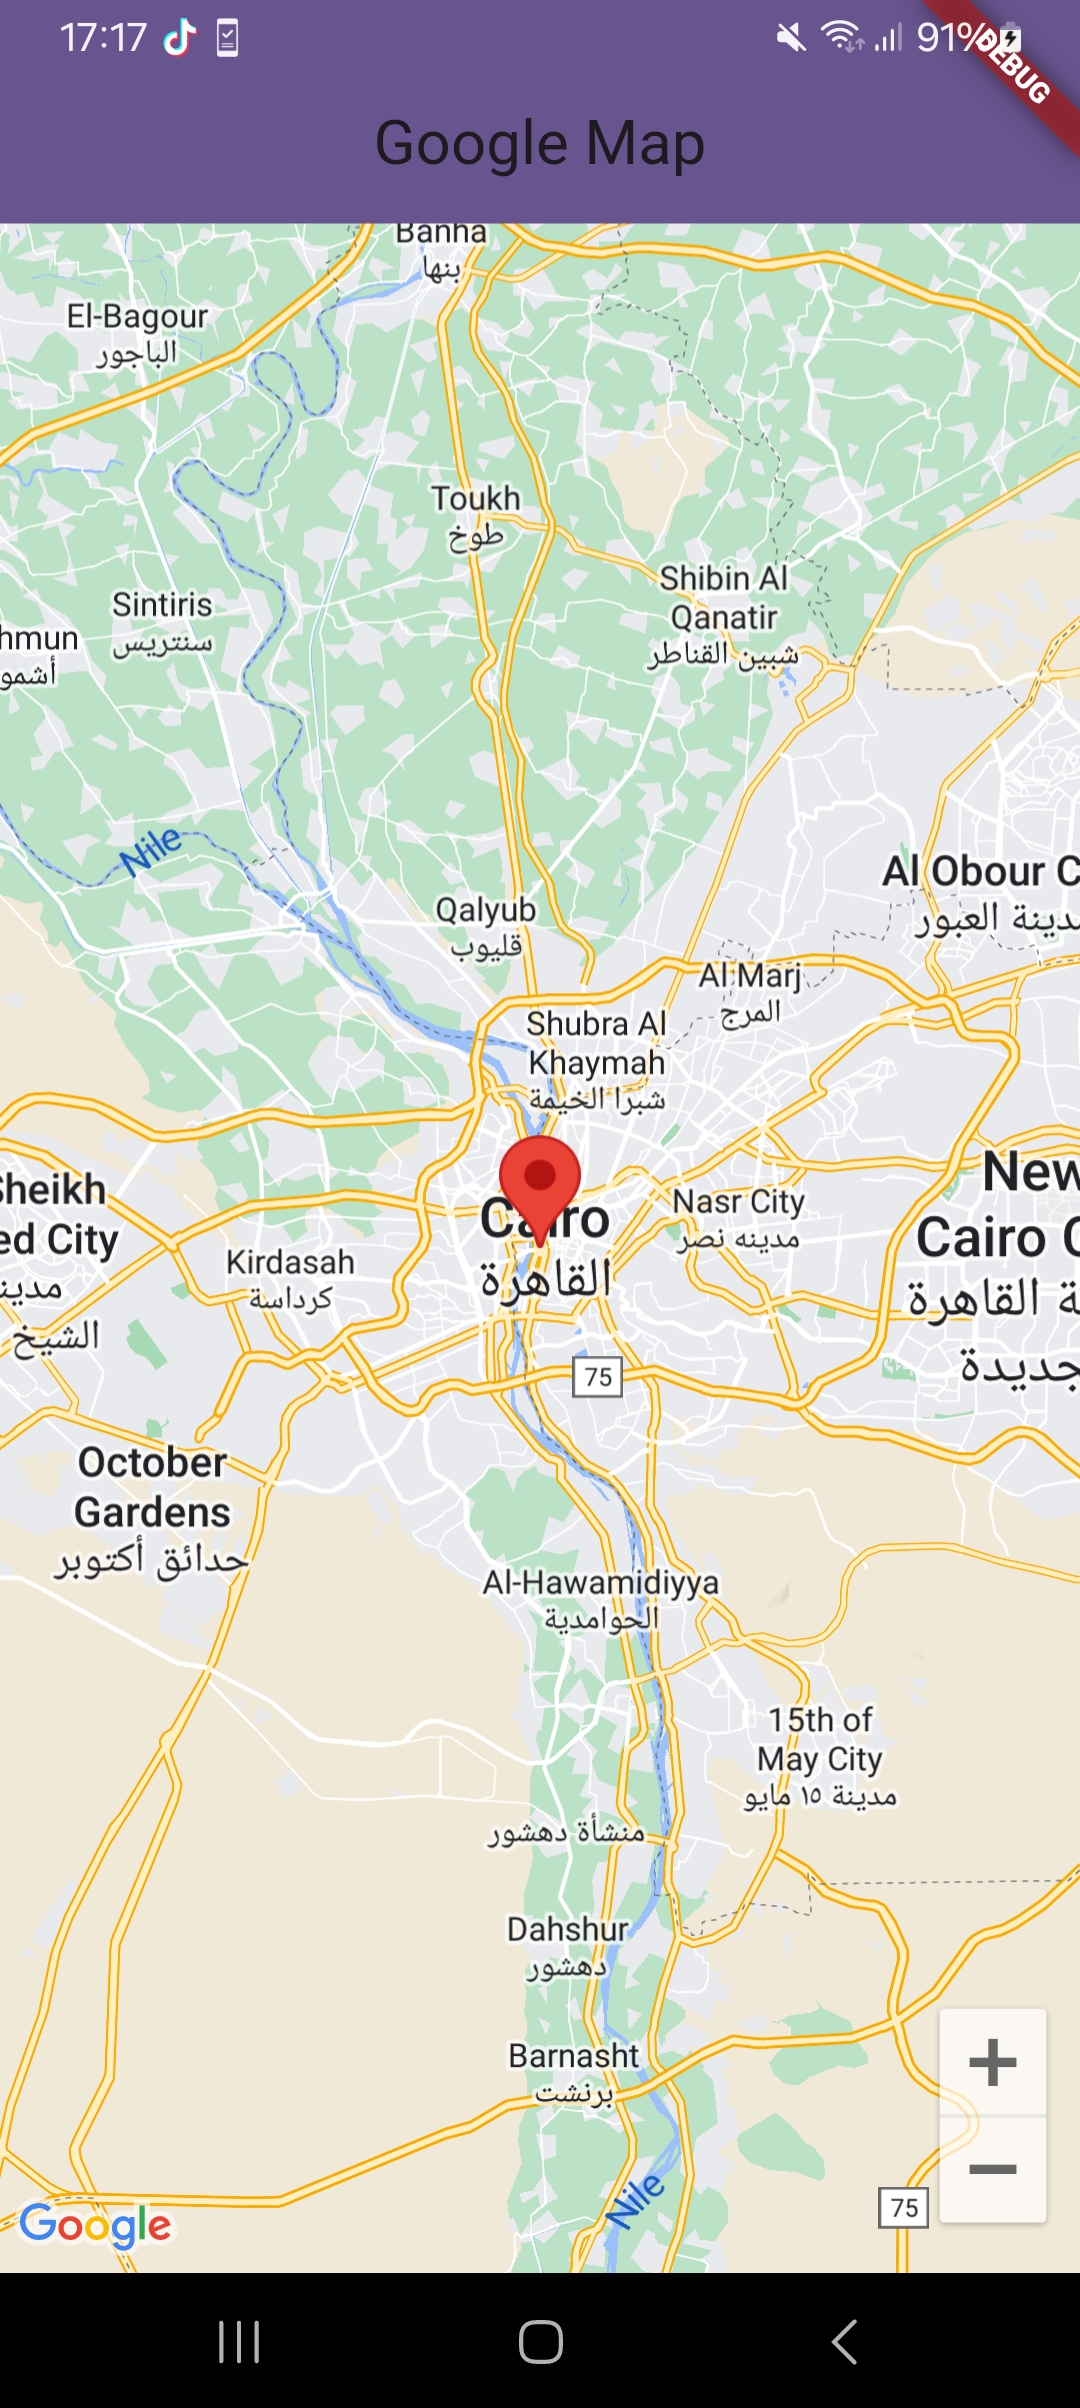 17:17
91%
DEBUG
Google Map
Banha
بنها
El-Bagour
الباجور
Toukh
طوخ
Shibin Al
Qanatir
شبين القناطر
Sintiris
سنتريس
hmun
أشمو
Nile
Al Obour C
مدينة العبور
Qalyub
قليوب
Al Marj
المرج
Shubra Al
Khaymah
شبرا الخيمة
Sheikh
ed City
الشيخ
Cairo
القاهرة
Nasr City
مدينه نصر
New
Cairo C
ة القاهرة
جديدة
Kirdasah
كرداسة
75
October
Gardens
حدائق أكتوبر
Al-Hawamidiyya
الحوامدية
15th of
May City
مدينة ١٥ مايو
منشأة دهشور
Dahshur
دهشور
Barnasht
برنشت
Nile
75
Google